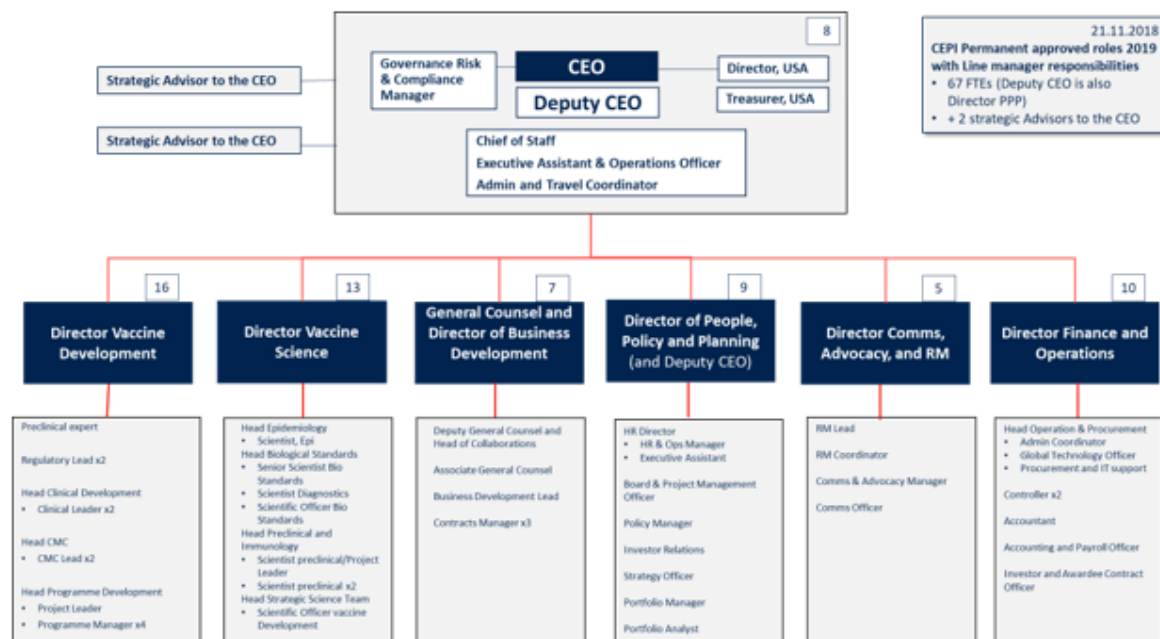 8
21.11.2018
CEPI Permanent approved roles 2019
with Line manager responsibilities
• 67 FTEs (Deputy CEO is also
Director PPP)
• + 2 strategic Advisors to the CEO
Strategic Advisor to the CEO
Strategic Advisor to the CEO
Governance Risk
& Compliance
Manager
CEO
Deputy CEO
Director, USA
Treasurer, USA
Chief of Staff
Executive Assistant & Operations Officer
Admin and Travel Coordinator
16
Director Vaccine
Development
Preclinical expert
Regulatory Lead x2
Head Clinical Development
• Clinical Leader x2
Head CMC
• CMC Lead x2
Head Programme Development
• Project Leader
• Programme Manager x4
13
Director Vaccine
Science
Head Epidemiology
• Scientist, Epi
Head Biological Standards
• Senior Scientist Bio
Standards
• Scientist Diagnostics
• Scientific Officer Bio
Standards
Head Preclinical and
Immunology
• Scientist preclinical/Project
Leader
• Scientist preclinical x2
Head Strategic Science Team
• Scientific Officer vaccine
Development
7
General Counsel and
Director of Business
Development
Deputy General Counsel and
Head of Collaborations
Associate General Counsel
Business Development Lead
Contracts Manager x3
9
Director of People,
Policy and Planning
(and Deputy CEO)
HR Director
• HR & Ops Manager
• Executive Assistant
Board & Project Management
Officer
Policy Manager
Investor Relations
Strategy Officer
Portfolio Manager
Portfolio Analyst
5
Director Comms,
Advocacy, and RM
RM Lead
RM Coordinator
Comms & Advocacy Manager
Comms Officer
10
Director Finance and
Operations
Head Operation & Procurement
• Admin Coordinator
• Global Technology Officer
• Procurement and IT support
Controller x2
Accountant
Accounting and Payroll Officer
Investor and Awardee Contract
Officer